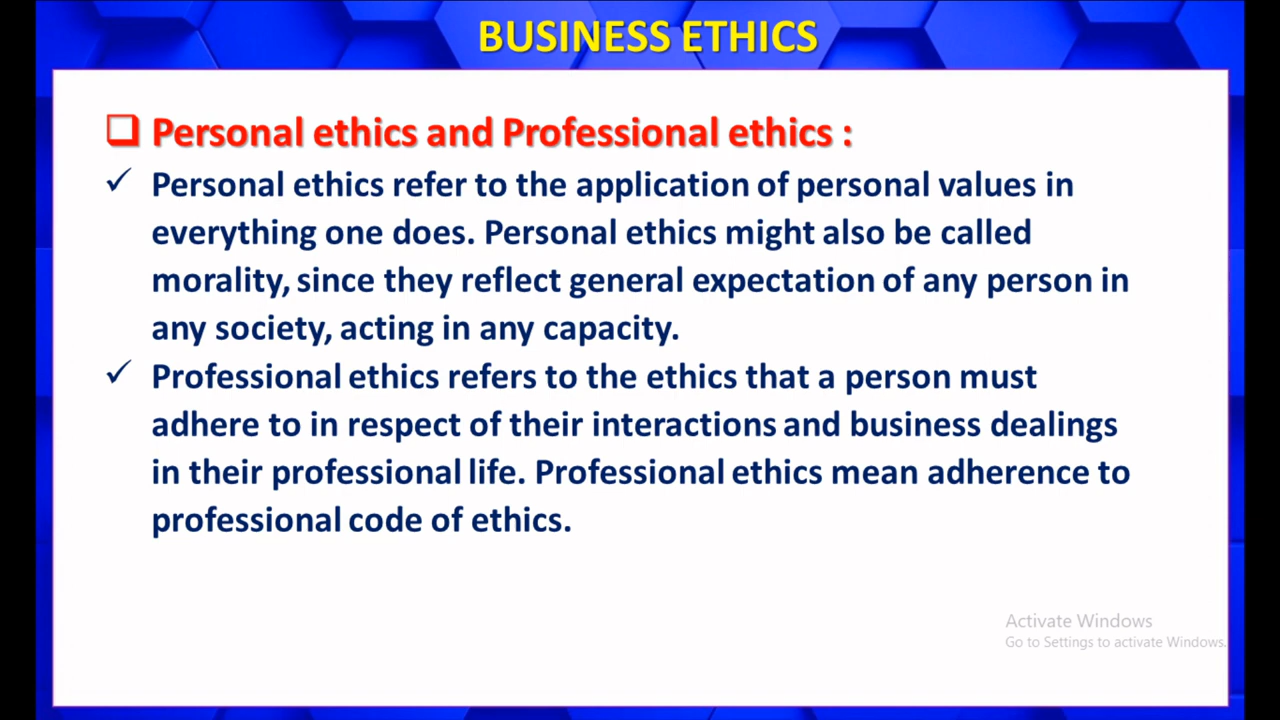 BUSINESS ETHICS
Personal ethics and Professional ethics :
Personal ethics refer to the application of personal values in
everything one does. Personal ethics might also be called
morality, since they reflect general expectation of any person in
any society, acting in any capacity.
Professional ethics refers to the ethics that a person must
adhere to in respect of their interactions and business dealings
in their professional life. Professional ethics mean adherence to
professional code of ethics.
Activate Windows
Go to Settings to activate Windows.